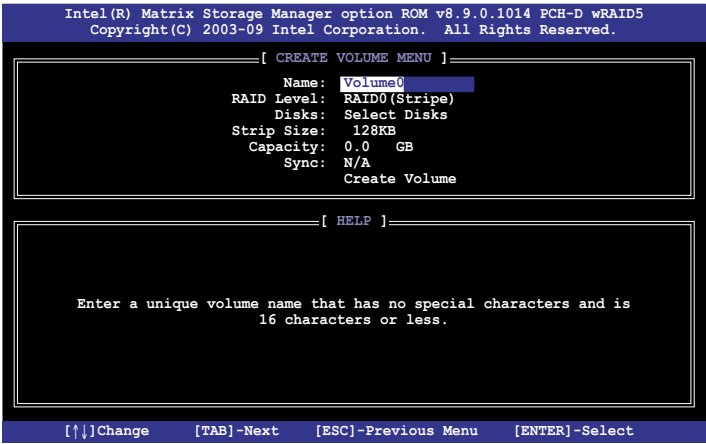 Intel(R) Matrix Storage Manager option ROM v8.9.0.1014 PCH-D wRAID5
Copyright(C) 2003-09 Intel Corporation.  All Rights Reserved.
[ CREATE VOLUME MENU ]
Name: Volume0
RAID Level: RAID0(Stripe)
Disks: Select Disks
Strip Size: 128KB
Capacity: 0.0 GB
Sync: N/A
Create Volume
[ HELP ]
Enter a unique volume name that has no special characters and is
16 characters or less.
[↑↓]Change [TAB]-Next [ESC]-Previous Menu [ENTER]-Select